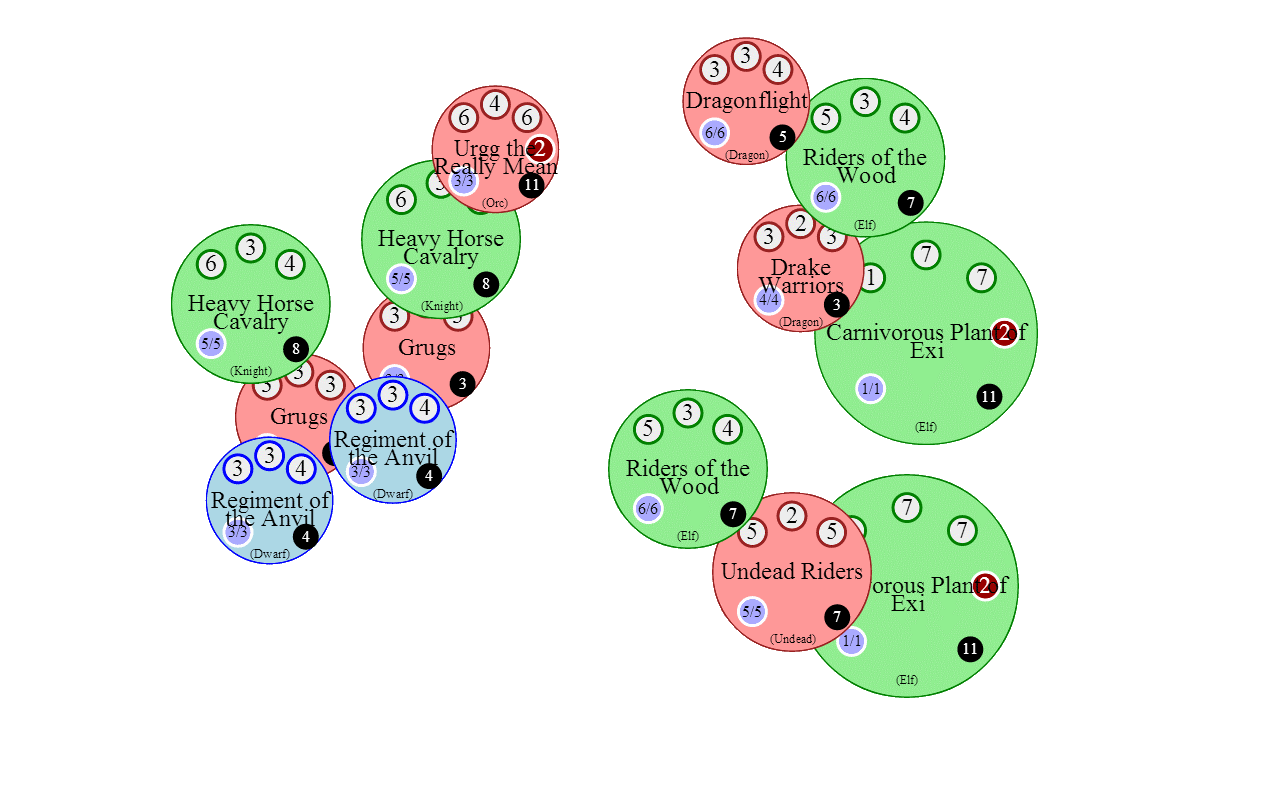 3 3 4
Dragonflight
6/6 5
(Dragon)
5 3 4
Riders of the
Wood
6/6 7
(Elf)
6 4 6
Urgg the 2
Really Mean
3/3 11
(Orc)
6
Heavy Horse
Cavalry
5/5 8
(Knight)
6 3 4
Heavy Horse
Cavalry
5/5 8
(Knight)
3 2 3
Drake
Warriors
4/4 3
(Dragon)
1 7 7
Carnivorous Plant of 2
Exi
1/1 11
(Elf)
3
Grugs
3
3 3 3
Grugs
3 3 4
Regiment of
the Anvil
3/3 4
(Dwarf)
3 3 4
Regiment of
the Anvil
3/3 4
(Dwarf)
5 3 4
Riders of the
Wood
6/6 7
(Elf)
5 2 5
Undead Riders
5/5 7
(Undead)
7 7
orous Plant of 2
Exi
1/1 11
(Elf)